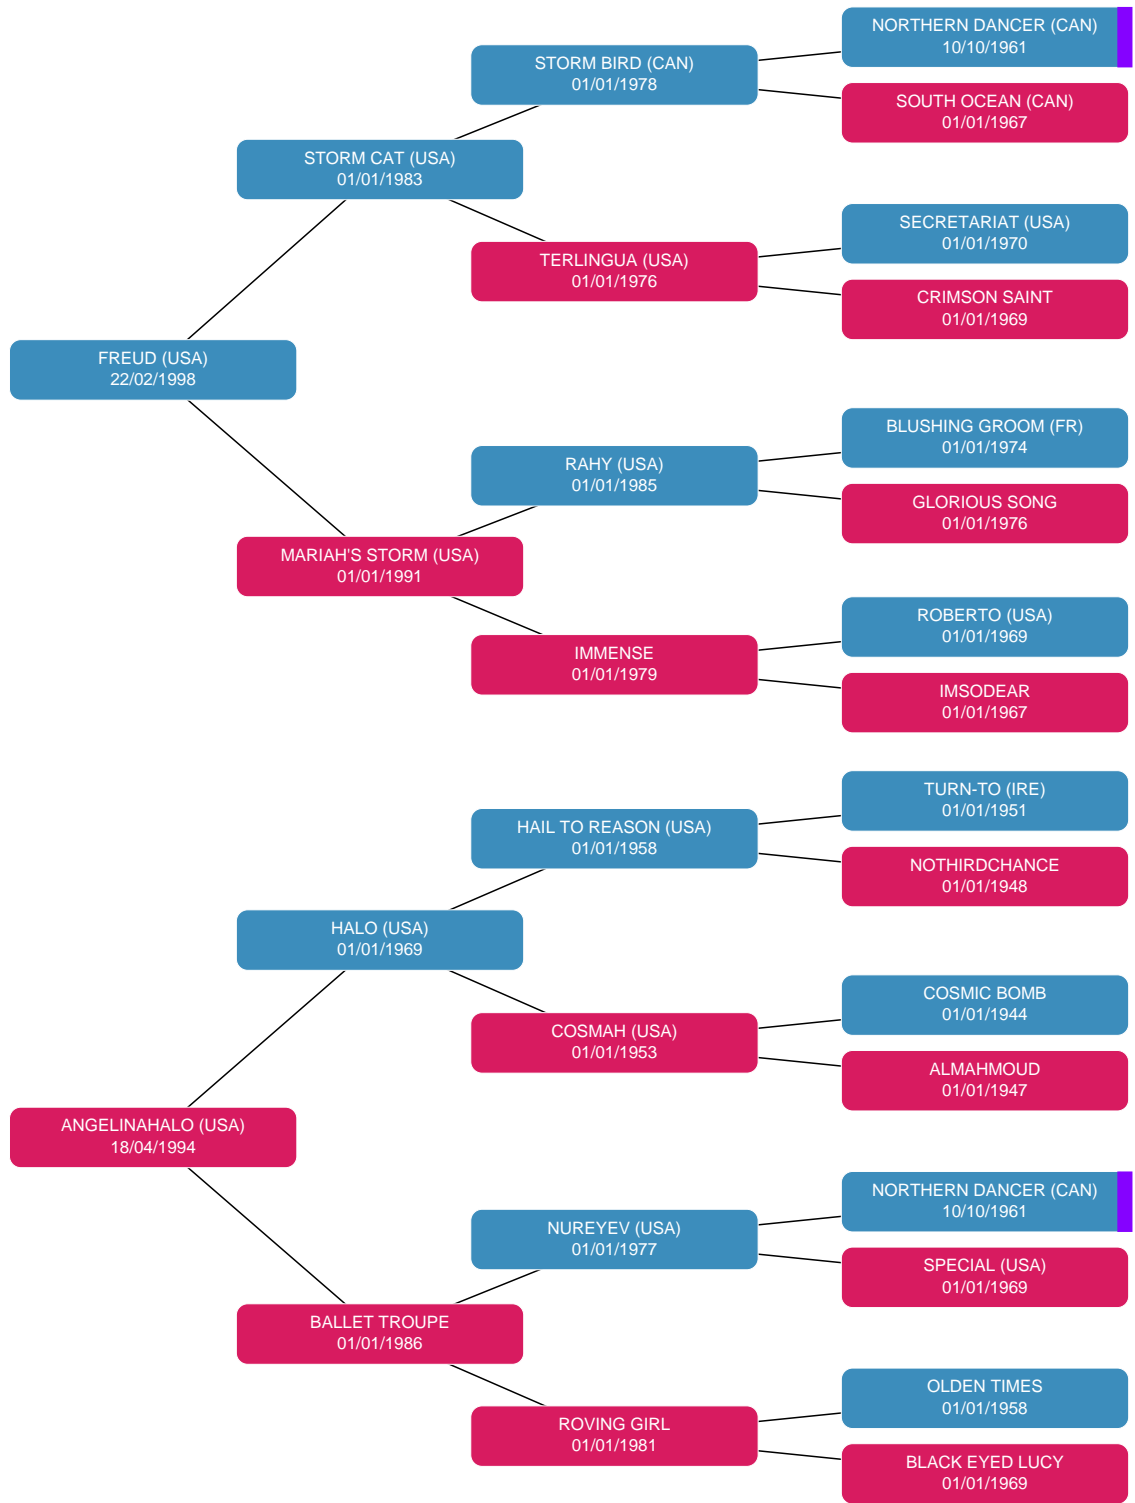 NORTHERN DANCER (CAN)
10/10/1961
STORM BIRD (CAN)
01/01/1978
SOUTH OCEAN (CAN)
01/01/1967
STORM CAT (USA)
01/01/1983
SECRETARIAT (USA)
01/01/1970
TERLINGUA (USA)
01/01/1976
CRIMSON SAINT
01/01/1969
FREUD (USA)
22/02/1998
BLUSHING GROOM (FR)
01/01/1974
RAHY (USA)
01/01/1985
GLORIOUS SONG
01/01/1976
MARIAH'S STORM (USA)
01/01/1991
ROBERTO (USA)
01/01/1969
IMMENSE
01/01/1979
IMSODEAR
01/01/1967
TURN-TO (IRE)
01/01/1951
HAIL TO REASON (USA)
01/01/1958
NOTHIRDCHANCE
01/01/1948
HALO (USA)
01/01/1969
COSMIC BOMB
01/01/1944
COSMAH (USA)
01/01/1953
ALMAHMOUD
01/01/1947
ANGELINAHALO (USA)
18/04/1994
NORTHERN DANCER (CAN)
10/10/1961
NUREYEV (USA)
01/01/1977
SPECIAL (USA)
01/01/1969
BALLET TROUPE
01/01/1986
OLDEN TIMES
01/01/1958
ROVING GIRL
01/01/1981
BLACK EYED LUCY
01/01/1969